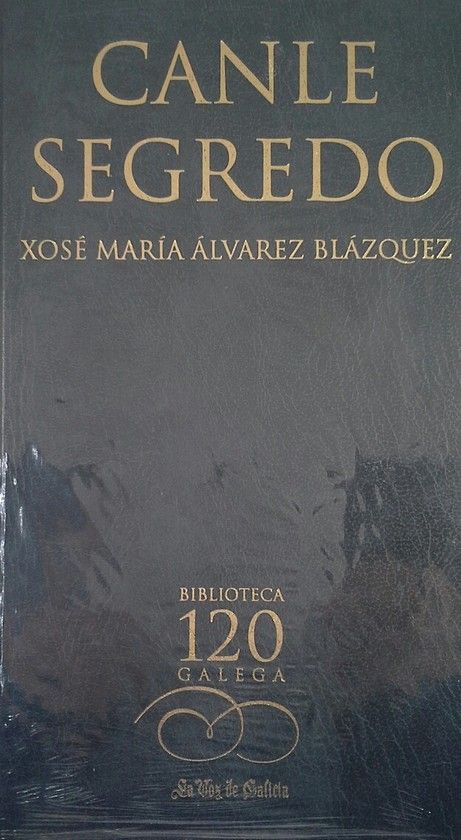 CANLE
SEGREDO
XOSÉ MARÍA ÁLVAREZ BLÁZQUEZ
BIBLIOTECA
120
GALEGA
La Voz de Galicia